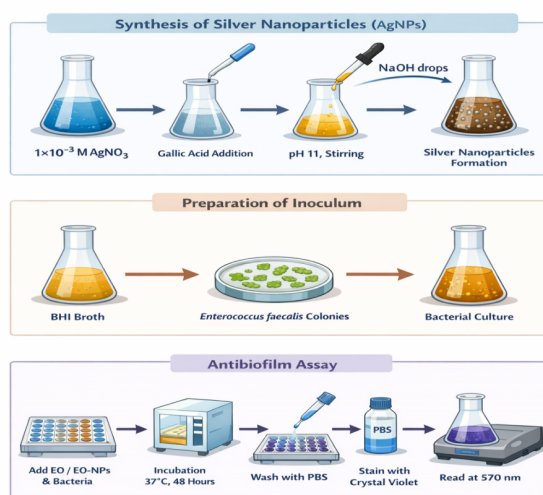 Synthesis of Silver Nanoparticles (AgNPs)
NaOH drops
1×10⁻³ M AgNO₃
Gallic Acid Addition
pH 11, Stirring
Silver Nanoparticles
Formation
Preparation of Inoculum
BHI Broth
Enterococcus faecalis Colonies
Bacterial Culture
Antibiofilm Assay
PBS
Add EO / EO-NPs
& Bacteria
Incubation
37°C, 48 Hours
Wash with PBS
Stain with
Crystal Violet
Read at 570 nm